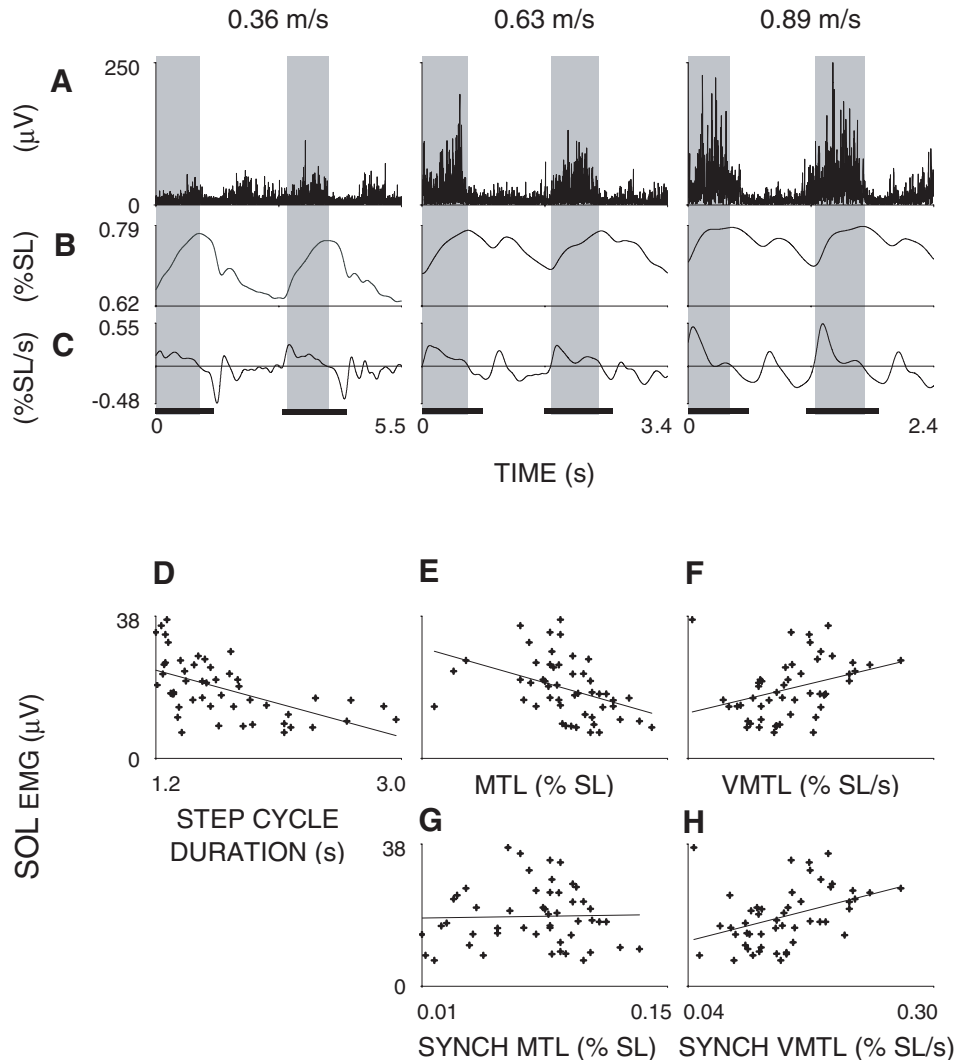 0.36 m/s 0.63 m/s 0.89 m/s
A
250
(μV)
0
B
0.79
(%SL)
0.62
C
0.55
(%SL/s)
-0.48
0 5.5 0 3.4 0 2.4
TIME (s)
D E F
38
0
1.2 3.0 MTL (% SL) VMTL (% SL/s)
STEP CYCLE
DURATION (s)
SOL EMG (μV)
G H
38
0
0.01 0.15 0.04 0.30
SYNCH MTL (% SL) SYNCH VMTL (% SL/s)